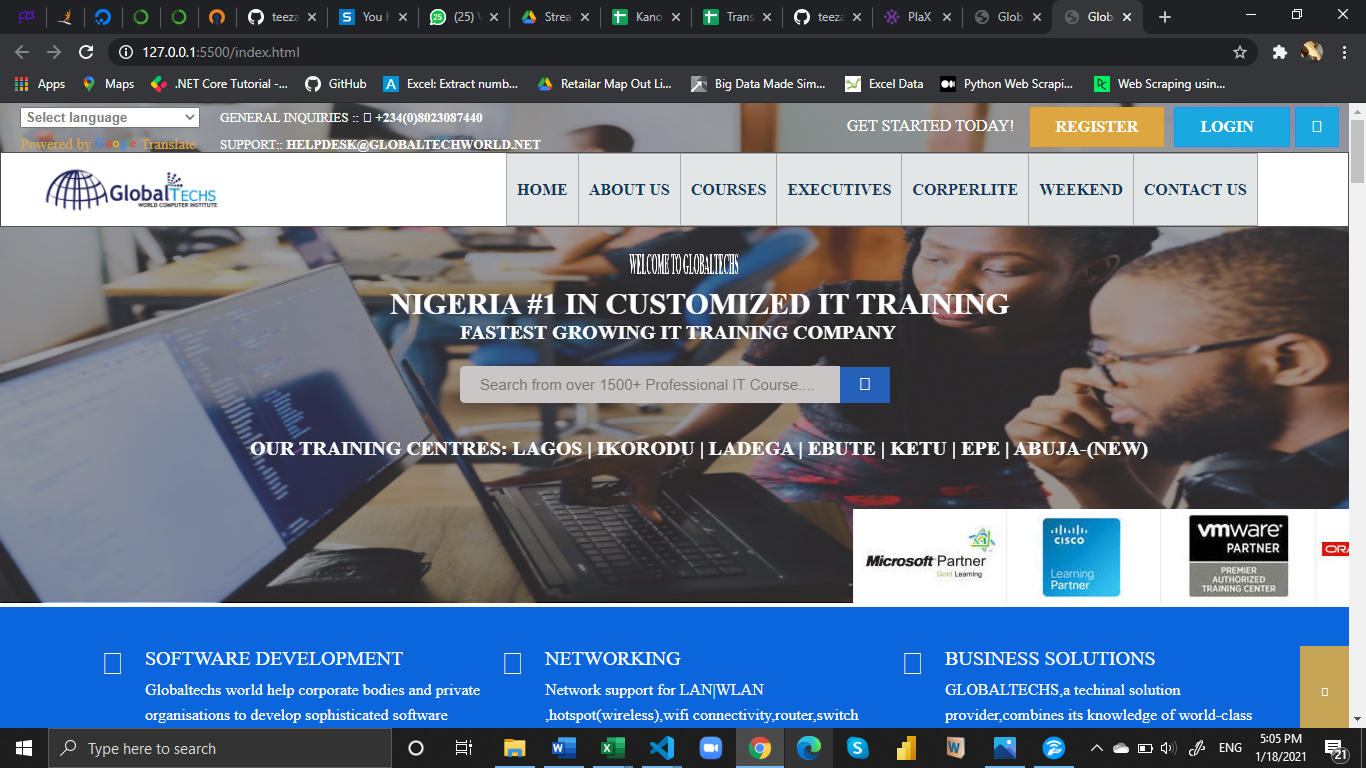 teeza
You h
(25)
Strea
Kano
Trans
teeza
PlaX
Glob
Glob
127.0.0.1:5500/index.html
Apps
Maps
.NET Core Tutorial -...
GitHub
Excel: Extract numb...
Retailar Map Out Li...
Big Data Made Sim...
Excel Data
Python Web Scrapi...
Web Scraping usin...
Select language
GENERAL INQUIRIES :: +234(0)8023087440
GET STARTED TODAY!
REGISTER
LOGIN
Powered by Google Translate
SUPPORT:: HELPDESK@GLOBALTECHWORLD.NET
GLOBALTECHS
WORLD COMPUTER INSTITUTE
HOME
ABOUT US
COURSES
EXECUTIVES
CORPERLITE
WEEKEND
CONTACT US
WELCOME TO GLOBALTECHS
NIGERIA #1 IN CUSTOMIZED IT TRAINING
FASTEST GROWING IT TRAINING COMPANY
Search from over 1500+ Professional IT Course....
OUR TRAINING CENTRES: LAGOS | IKORODU | LADEGA | EBUTE | KETU | EPE | ABUJA-(NEW)
Microsoft Partner
Gold Learning
CISCO
Learning
Partner
vmware
PARTNER
PREMIER
AUTHORIZED
TRAINING CENTER
ORA
SOFTWARE DEVELOPMENT
Globaltechs world help corporate bodies and private
organisations to develop sophisticated software
NETWORKING
Network support for LAN|WLAN
,hotspot(wireless),wifi connectivity,router,switch
BUSINESS SOLUTIONS
GLOBALTECHS,a techinal solution
provider,combines its knowledge of world-class
Type here to search
ENG
5:05 PM
1/18/2021
21